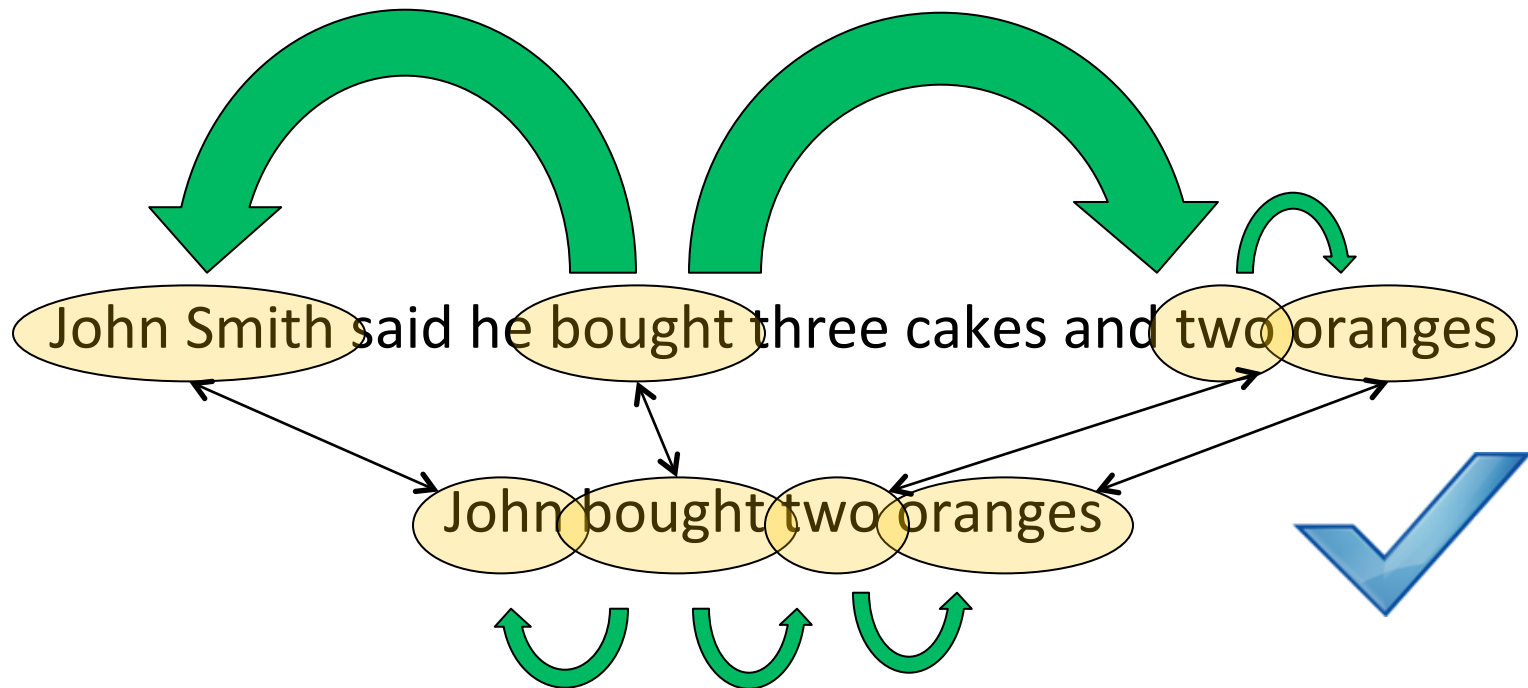 John Smith said he bought three cakes and two oranges
John bought two oranges